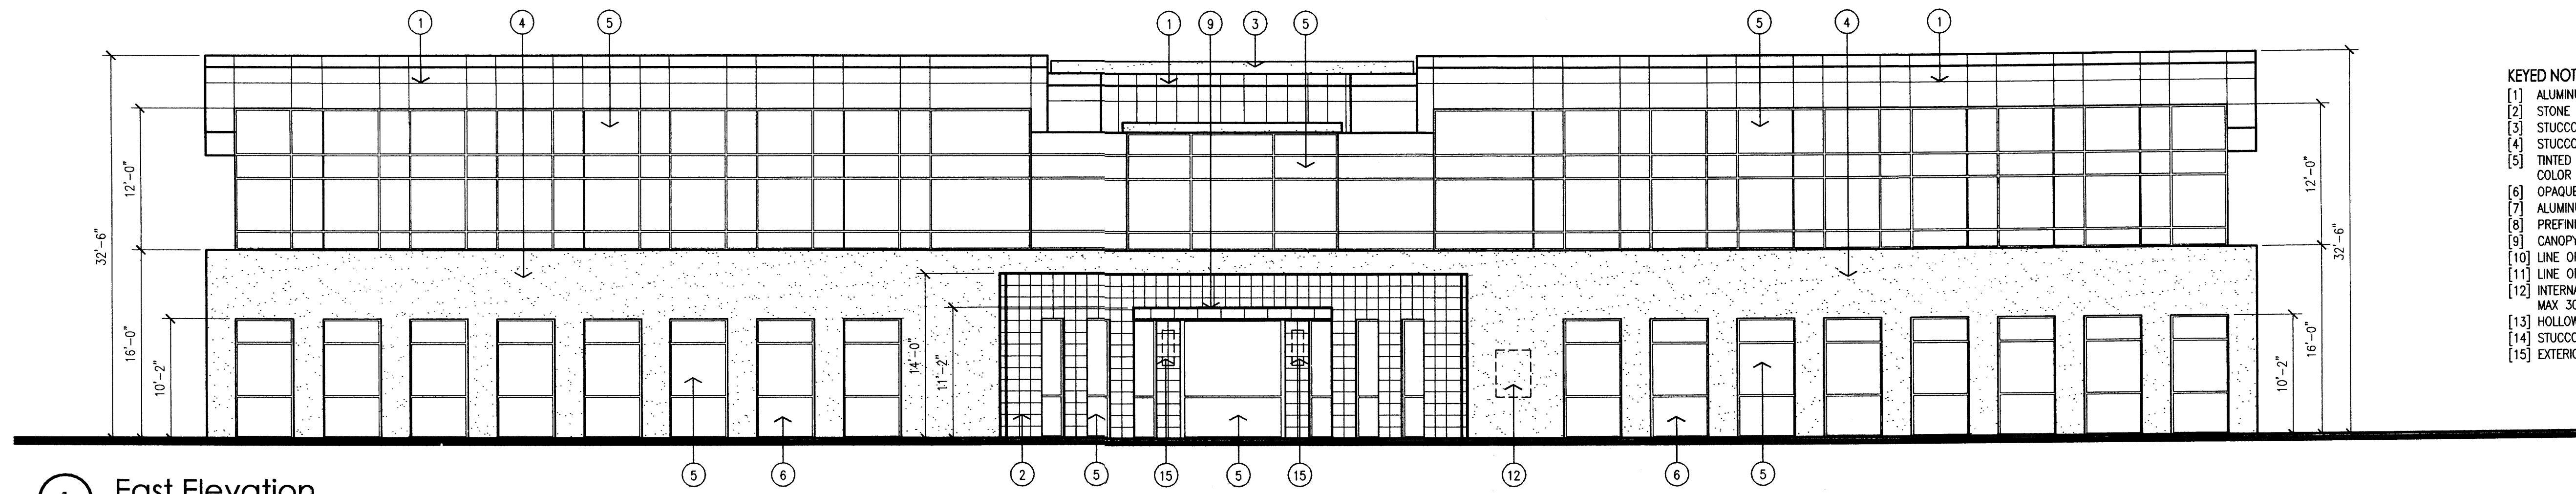 1
4
5
1
9
3
5
5
4
1
32'-6"
12'-0"
16'-0"
10'-2"
14'-0"
11'-2"
12'-0"
32'-6"
16'-0"
10'-2"
5
6
2
5
15
5
15
12
6
5
East Elevation
KEYED NOT
[1] ALUMINU
[2] STONE
[3] STUCCO
[4] STUCCO
[5] TINTED
COLOR
[6] OPAQUE
[7] ALUMINU
[8] PREFINI
[9] CANOPY
[10] LINE OF
[11] LINE OF
[12] INTERNA
MAX 30
[13] HOLLOW
[14] STUCCO
[15] EXTERIO